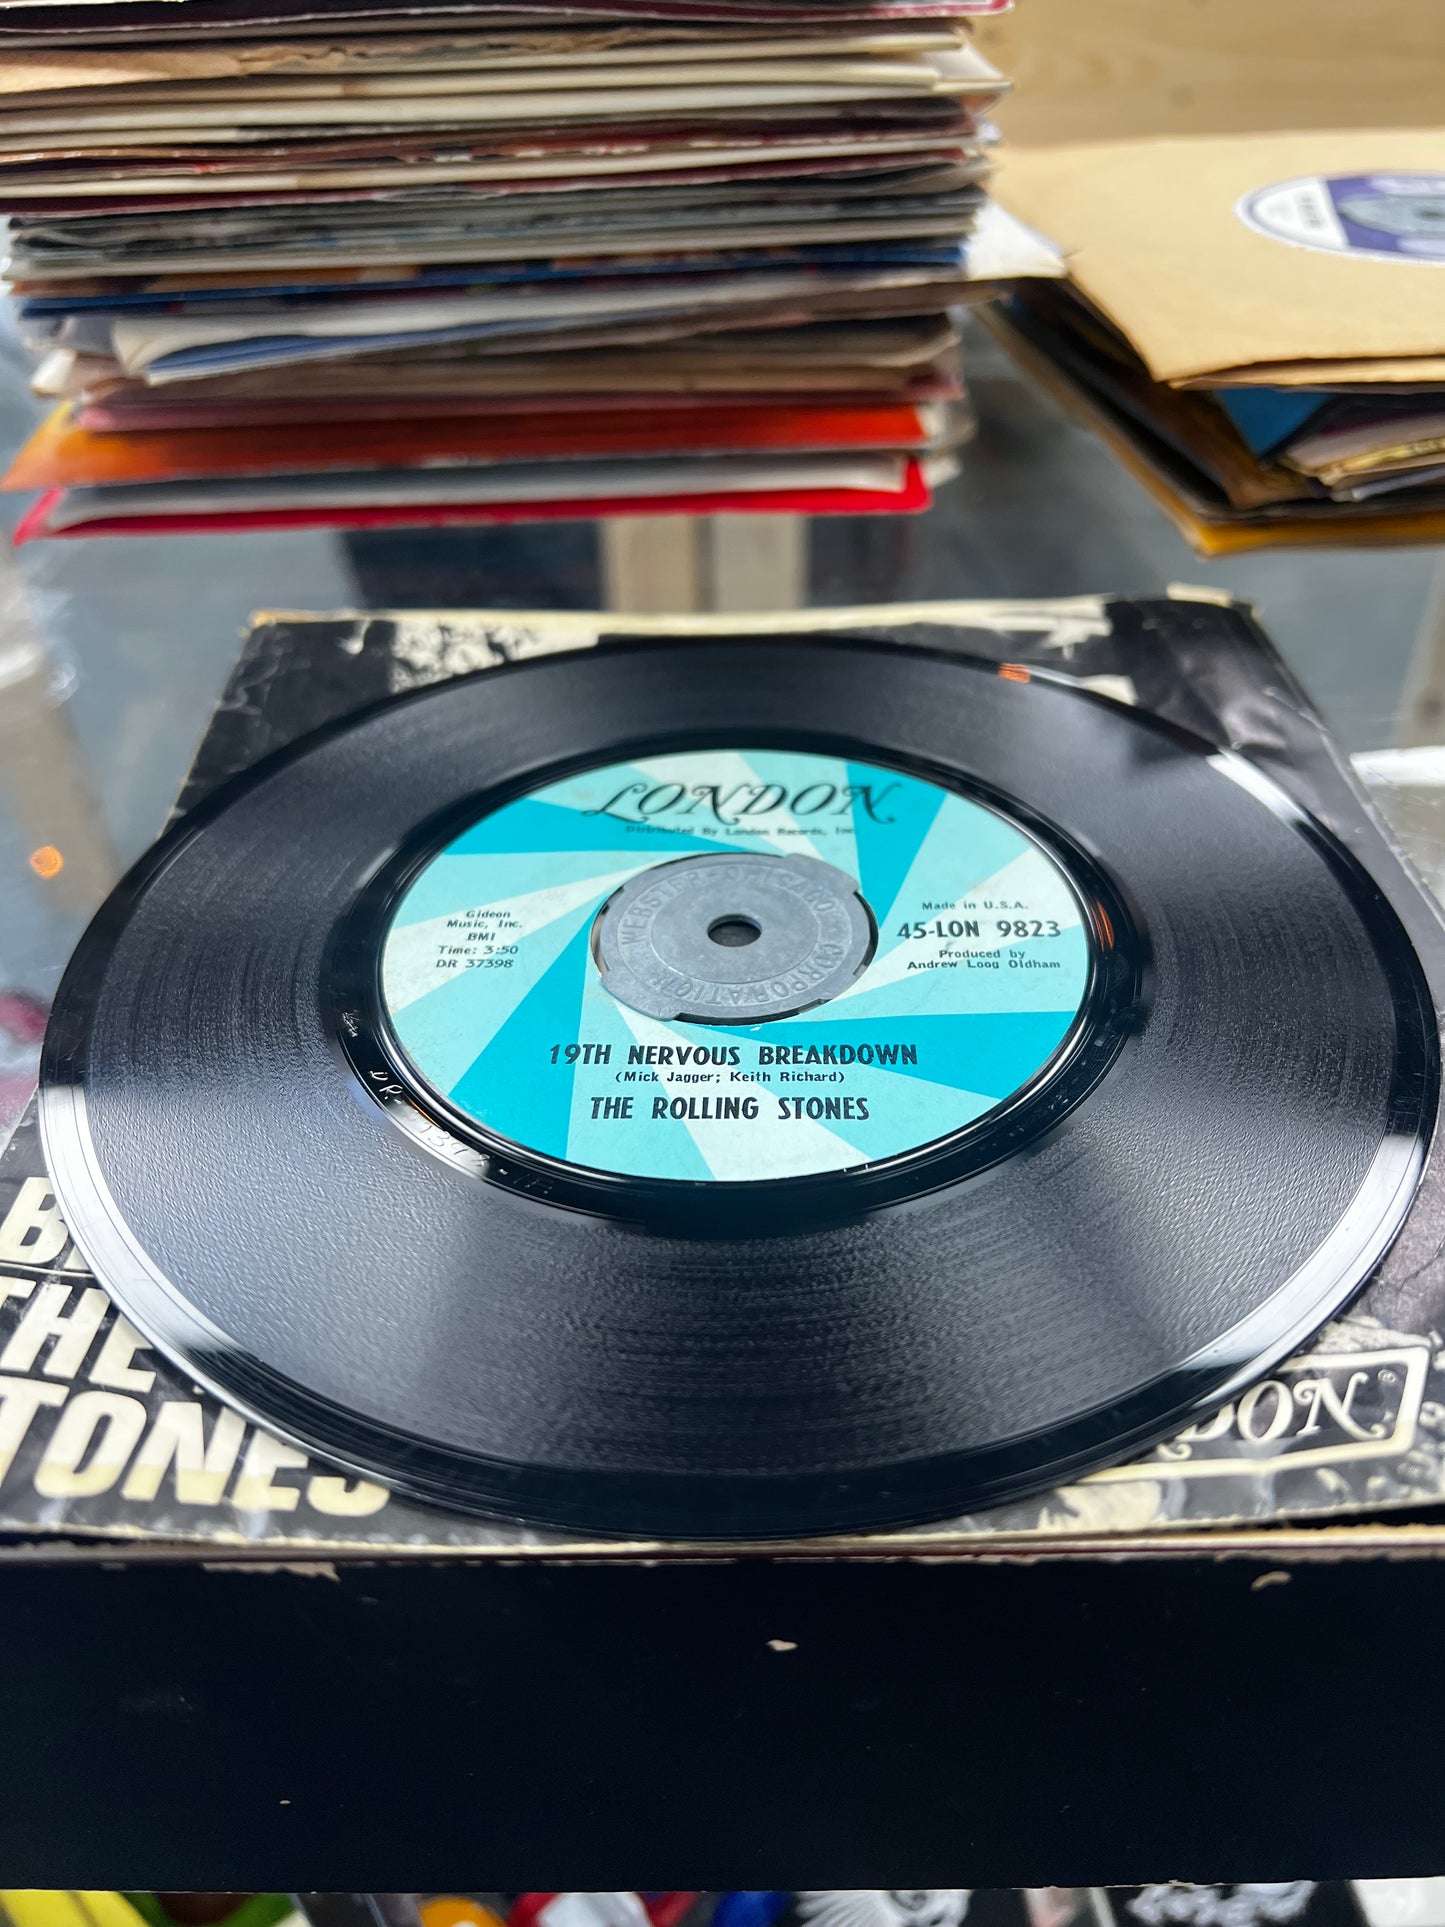 LONDON
Distributed By London Records, Inc.
WEBSTER-CHICAGO CORPORATION
Gideon
Music, Inc.
BMI
Time: 3:50
DR 37398
Made in U.S.A.
45-LON 9823
Produced by
Andrew Loog Oldham
19TH NERVOUS BREAKDOWN
(Mick Jagger; Keith Richard)
THE ROLLING STONES
THE
TONES
DON®